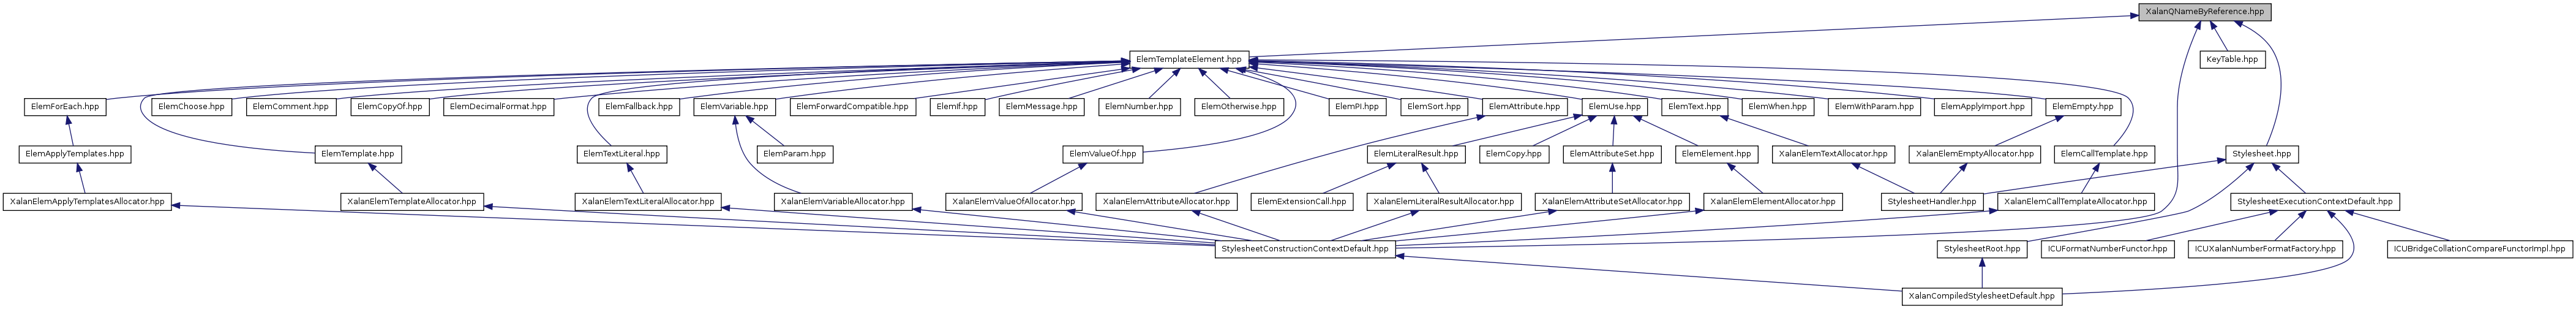 XalanQNameByReference.hpp
ElemTemplateElement.hpp
KeyTable.hpp
ElemForEach.hpp
ElemChoose.hpp
ElemComment.hpp
ElemCopyOf.hpp
ElemDecimalFormat.hpp
ElemFallback.hpp
ElemVariable.hpp
ElemForwardCompatible.hpp
ElemIf.hpp
ElemMessage.hpp
ElemNumber.hpp
ElemOtherwise.hpp
ElemPI.hpp
ElemSort.hpp
ElemAttribute.hpp
ElemUse.hpp
ElemText.hpp
ElemWhen.hpp
ElemWithParam.hpp
ElemApplyImport.hpp
ElemEmpty.hpp
ElemApplyTemplates.hpp
ElemTemplate.hpp
ElemTextLiteral.hpp
ElemParam.hpp
ElemValueOf.hpp
ElemLiteralResult.hpp
ElemCopy.hpp
ElemAttributeSet.hpp
ElemElement.hpp
XalanElemTextAllocator.hpp
XalanElemEmptyAllocator.hpp
ElemCallTemplate.hpp
Stylesheet.hpp
XalanElemApplyTemplatesAllocator.hpp
XalanElemTemplateAllocator.hpp
XalanElemTextLiteralAllocator.hpp
XalanElemVariableAllocator.hpp
XalanElemValueOfAllocator.hpp
XalanElemAttributeAllocator.hpp
ElemExtensionCall.hpp
XalanElemLiteralResultAllocator.hpp
XalanElemAttributeSetAllocator.hpp
XalanElemElementAllocator.hpp
StylesheetHandler.hpp
XalanElemCallTemplateAllocator.hpp
StylesheetExecutionContextDefault.hpp
StylesheetConstructionContextDefault.hpp
StylesheetRoot.hpp
ICUFormatNumberFunctor.hpp
ICUXalanNumberFormatFactory.hpp
ICUBridgeCollationCompareFunctorImpl.hpp
XalanCompiledStylesheetDefault.hpp